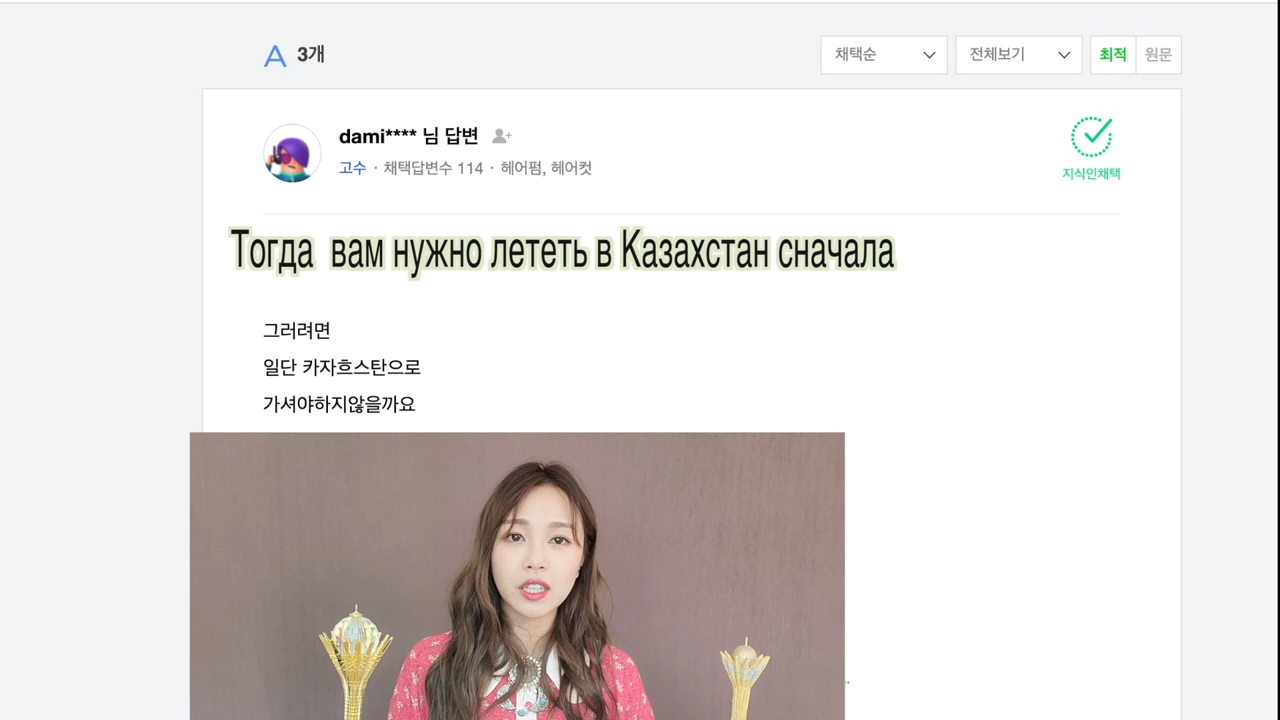 A 3개
채택순 전체보기 최적 원문
dami**** 님 답변
고수 · 채택답변수 114 · 헤어펌, 헤어컷
지식인채택
Тогда вам нужно лететь в Казахстан сначала
그러려면
일단 카자흐스탄으로
가셔야하지않을까요